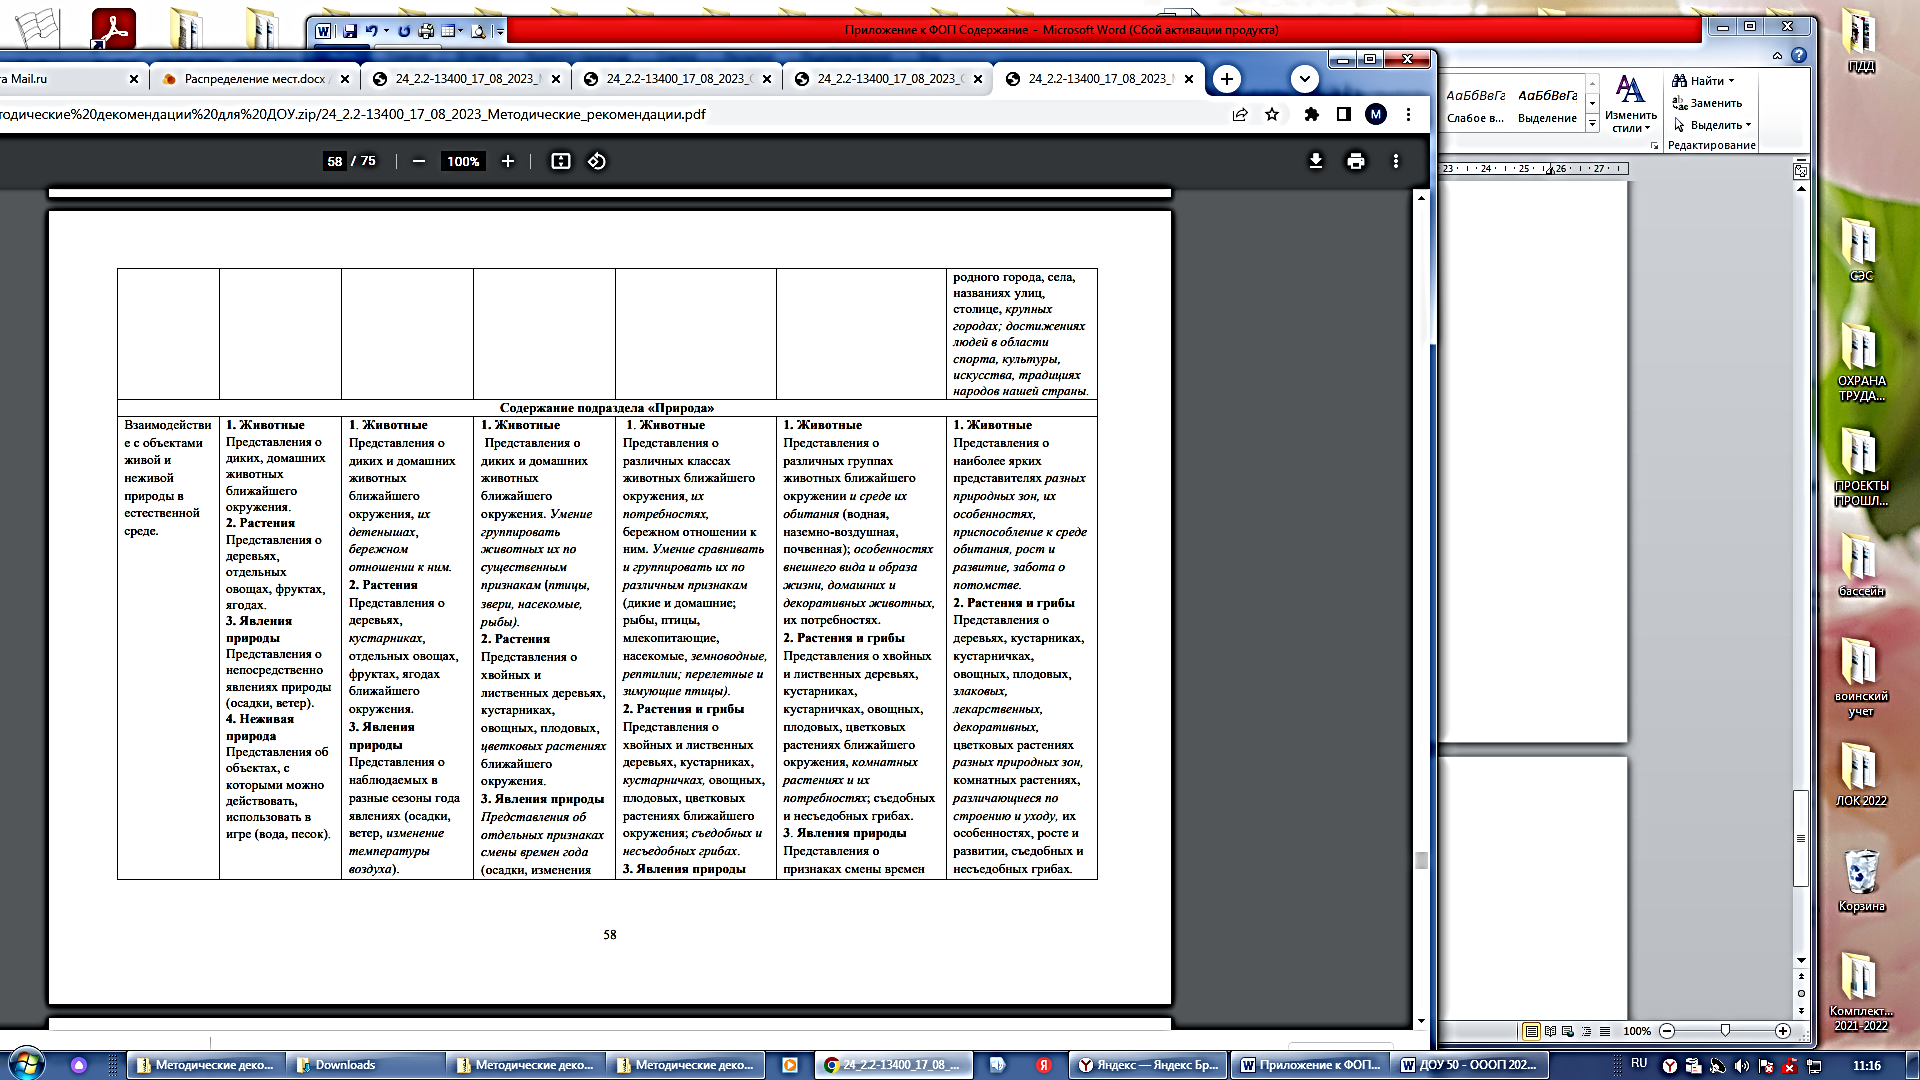 Приложение к ФОП Содержание - Microsoft Word (Сбой активации продукта)
та Mail.ru
Распределение мест.docx
24_2.2-13400_17_08_2023_
24_2.2-13400_17_08_2023_
24_2.2-13400_17_08_2023_
24_2.2-13400_17_08_2023_
тодические%20декомендации%20для%20ДОУ.zip/24_2.2-13400_17_08_2023_Методические_рекомендации.pdf
M
58 / 75
100%
АаБбВвГг
АаБбВвГг
Слабое в...
Выделение
Изменить
стили
Найти
Заменить
Выделить
Редактирование
23 24 25 26 27
родного города, села,
названиях улиц,
столице, крупных
городах; достижениях
людей в области
спорта, культуры,
искусства, традициях
народов нашей страны.
Содержание подраздела «Природа»
Взаимодействи
е с объектами
живой и
неживой
природы в
естественной
среде.
1. Животные
Представления о
диких, домашних
животных
ближайшего
окружения.
2. Растения
Представления о
деревьях,
отдельных
овощах, фруктах,
ягодах.
3. Явления
природы
Представления о
непосредственно
явлениях природы
(осадки, ветер).
4. Неживая
природа
Представления об
объектах, с
которыми можно
действовать,
использовать в
игре (вода, песок).
1. Животные
Представления о
диких и домашних
животных
ближайшего
окружения, их
детенышах,
бережном
отношении к ним.
2. Растения
Представления о
деревьях,
кустарниках,
отдельных овощах,
фруктах, ягодах
ближайшего
окружения.
3. Явления
природы
Представления о
наблюдаемых в
разные сезоны года
явлениях (осадки,
ветер, изменение
температуры
воздуха).
1. Животные
Представления о
диких и домашних
животных
ближайшего
окружения. Умение
группировать
животных их по
существенным
признакам (птицы,
звери, насекомые,
рыбы).
2. Растения
Представления о
хвойных и
лиственных деревьях,
кустарниках,
овощных, плодовых,
цветковых растениях
ближайшего
окружения.
3. Явления природы
Представления об
отдельных признаках
смены времен года
(осадки, изменения
1. Животные
Представления о
различных классах
животных ближайшего
окружения, их
потребностях,
бережном отношении к
ним. Умение сравнивать
и группировать их по
различным признакам
(дикие и домашние;
рыбы, птицы,
млекопитающие,
насекомые, земноводные,
рептилии; перелетные и
зимующие птицы).
2. Растения и грибы
Представления о
хвойных и лиственных
деревьях, кустарниках,
кустарничках, овощных,
плодовых, цветковых
растениях ближайшего
окружения; съедобных и
несъедобных грибах.
3. Явления природы
1. Животные
Представления о
различных группах
животных ближайшего
окружении и среде их
обитания (водная,
наземно-воздушная,
почвенная); особенностях
внешнего вида и образа
жизни, домашних и
декоративных животных,
их потребностях.
2. Растения и грибы
Представления о хвойных
и лиственных деревьях,
кустарниках,
кустарничках, овощных,
плодовых, цветковых
растениях ближайшего
окружения, комнатных
растениях и их
потребностях; съедобных
и несъедобных грибах.
3. Явления природы
Представления о
признаках смены времен
1. Животные
Представления о
наиболее ярких
представителях разных
природных зон, их
особенностях,
приспособление к среде
обитания, рост и
развитие, забота о
потомстве.
2. Растения и грибы
Представления о
деревьях, кустарниках,
кустарничках,
овощных, плодовых,
злаковых,
лекарственных,
декоративных,
цветковых растениях
разных природных зон,
комнатных растениях,
различающиеся по
строению и уходу, их
особенностях, росте и
развитии, съедобных и
несъедобных грибах.
58
100%
ПДД
СЭС
ОХРАНА
ТРУДА...
ПРОЕКТЫ
ПРОШЛ...
бассейн
воинский
учет
ЛОК 2022
Корзина
Комплект...
2021-2022
Методические деко...
Downloads
Методические деко...
Методические деко...
24_2.2-13400_17_08_...
Яндекс — Яндекс Бр...
Приложение к ФОП...
ДОУ 50 - ОООП 202...
RU
11:16